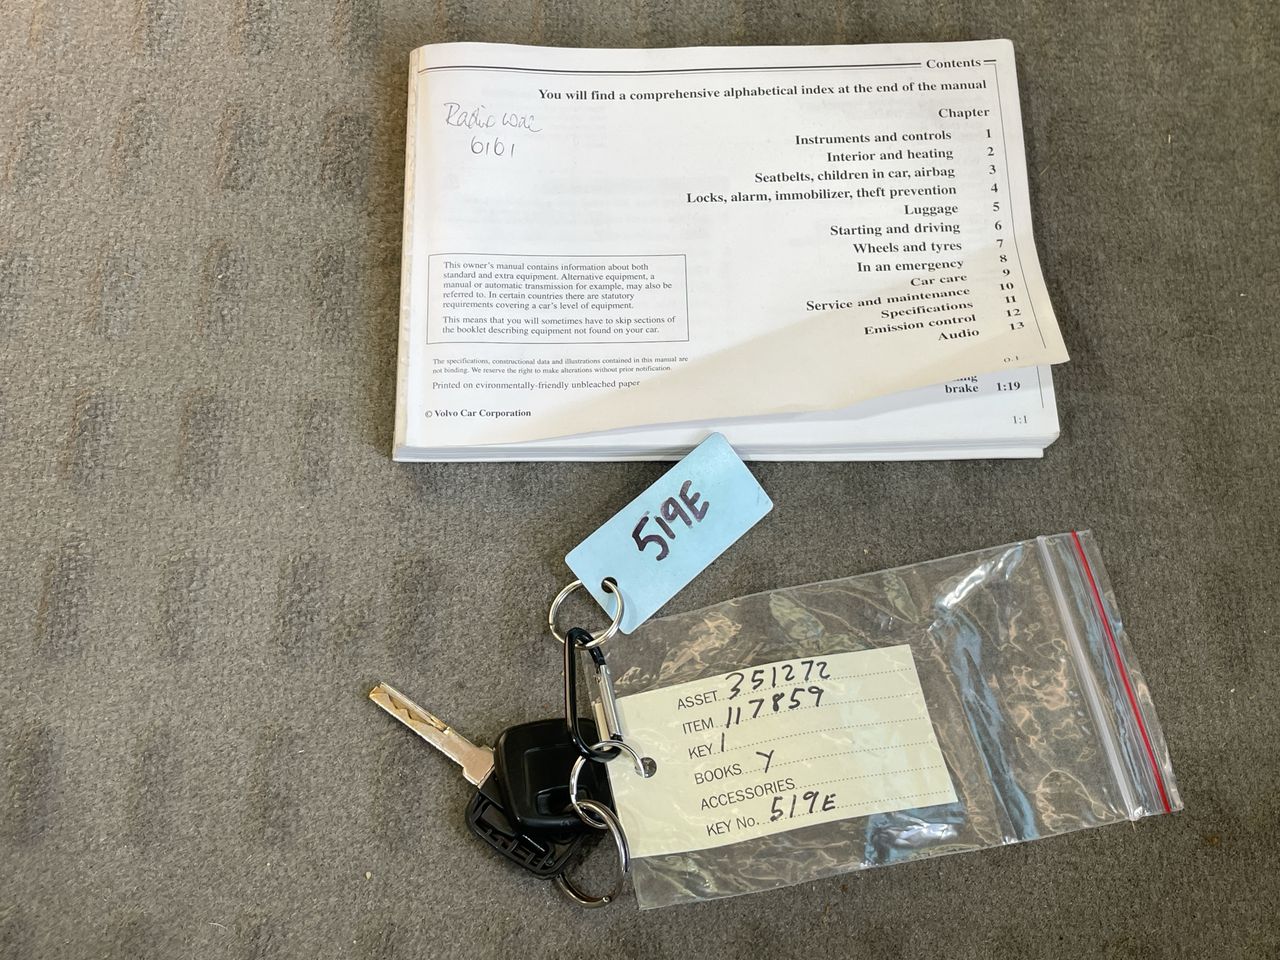 Contents
You will find a comprehensive alphabetical index at the end of the manual
Radio code
6161
Chapter
Instruments and controls 1
Interior and heating 2
Seatbelts, children in car, airbag 3
Locks, alarm, immobilizer, theft prevention 4
Luggage 5
Starting and driving 6
Wheels and tyres 7
In an emergency 8
Car care 9
Service and maintenance 10
Specifications 11
Emission control 12
Audio 13
This owner's manual contains information about both
standard and extra equipment. Alternative equipment, a
manual or automatic transmission for example, may also be
referred to. In certain countries there are statutory
requirements covering a car's level of equipment.
This means that you will sometimes have to skip sections of
the booklet describing equipment not found on your car.
The specifications, constructional data and illustrations contained in this manual are
not binding. We reserve the right to make alterations without prior notification.
Printed on evironmentally-friendly unbleached paper
© Volvo Car Corporation
0:1
brake 1:19
1:1
519E
ASSET 351272
ITEM 117859
KEY 1
BOOKS Y
ACCESSORIES
KEY No. 519E